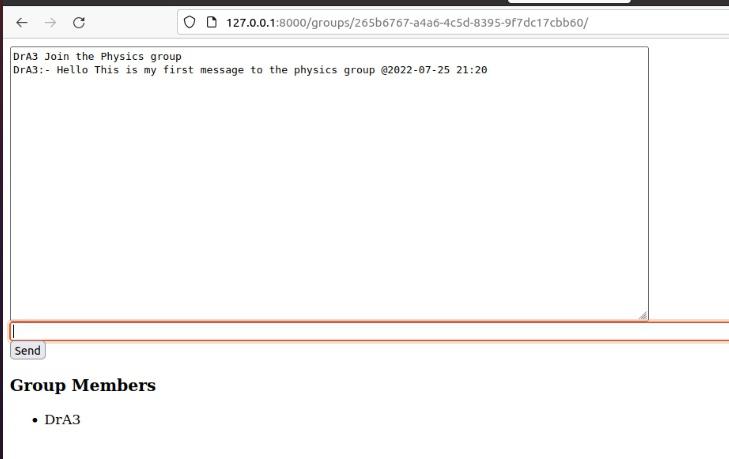 127.0.0.1:8000/groups/265b6767-a4a6-4c5d-8395-9f7dc17cbb60/
DrA3 Join the Physics group
DrA3:- Hello This is my first message to the physics group @2022-07-25 21:20
Send
Group Members
• DrA3